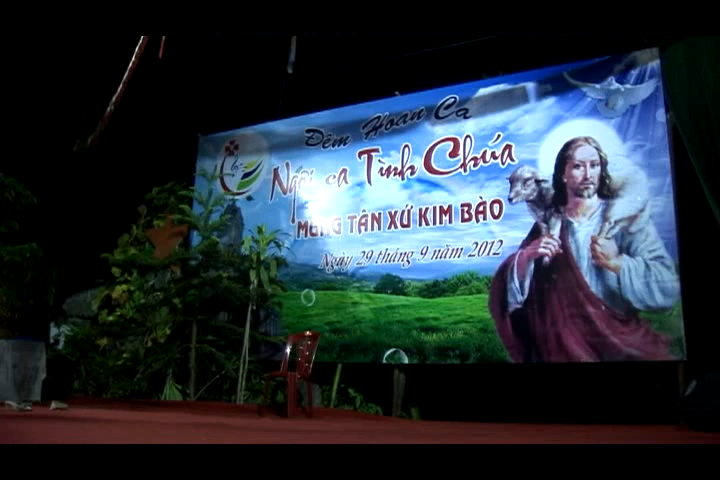 Đêm Hoan Ca
Ngợi ca Tình Chúa
MỪNG TÂN XỨ KIM BÀO
Ngày 29 tháng 9 năm 2012